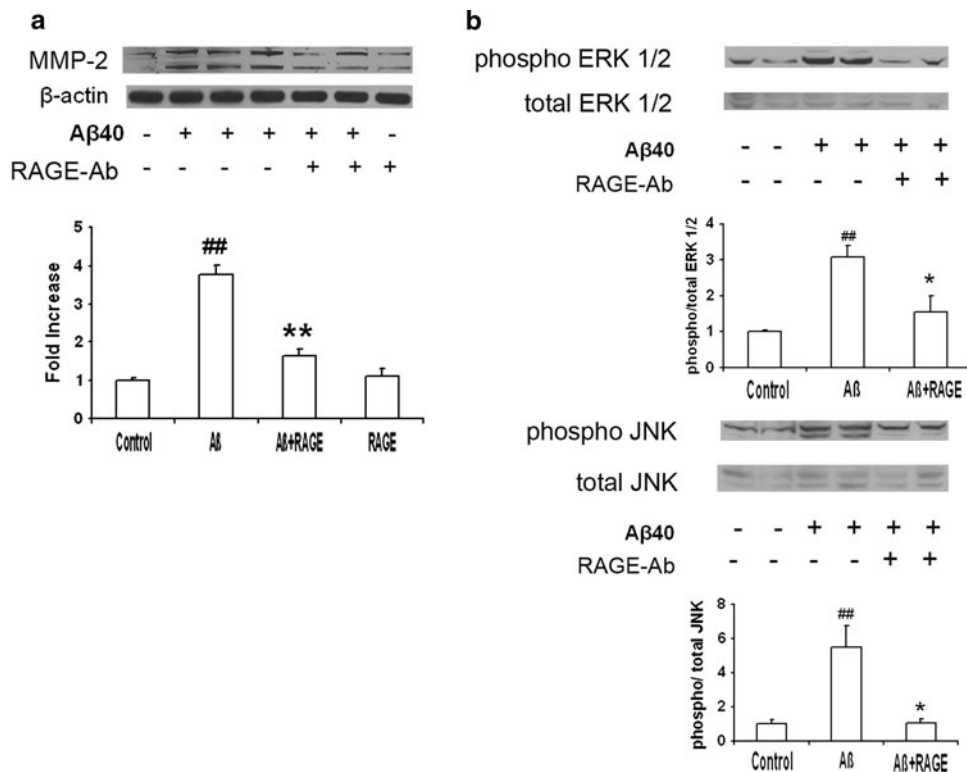 a
MMP-2
β-actin
Aβ40 - + + + + + -
RAGE-Ab - - - - + + +
Fold Increase
5
4
3
2
1
0
##
**
Control Aß Aß+RAGE RAGE
b
phospho ERK 1/2
total ERK 1/2
Aβ40 - - + + + +
RAGE-Ab - - - - + +
phospho/total ERK 1/2
4
3
2
1
0
##
*
Control Aß Aß+RAGE
phospho JNK
total JNK
Aβ40 - - + + + +
RAGE-Ab - - - - + +
phospho/ total JNK
8
6
4
2
0
##
*
Control Aß Aß+RAGE